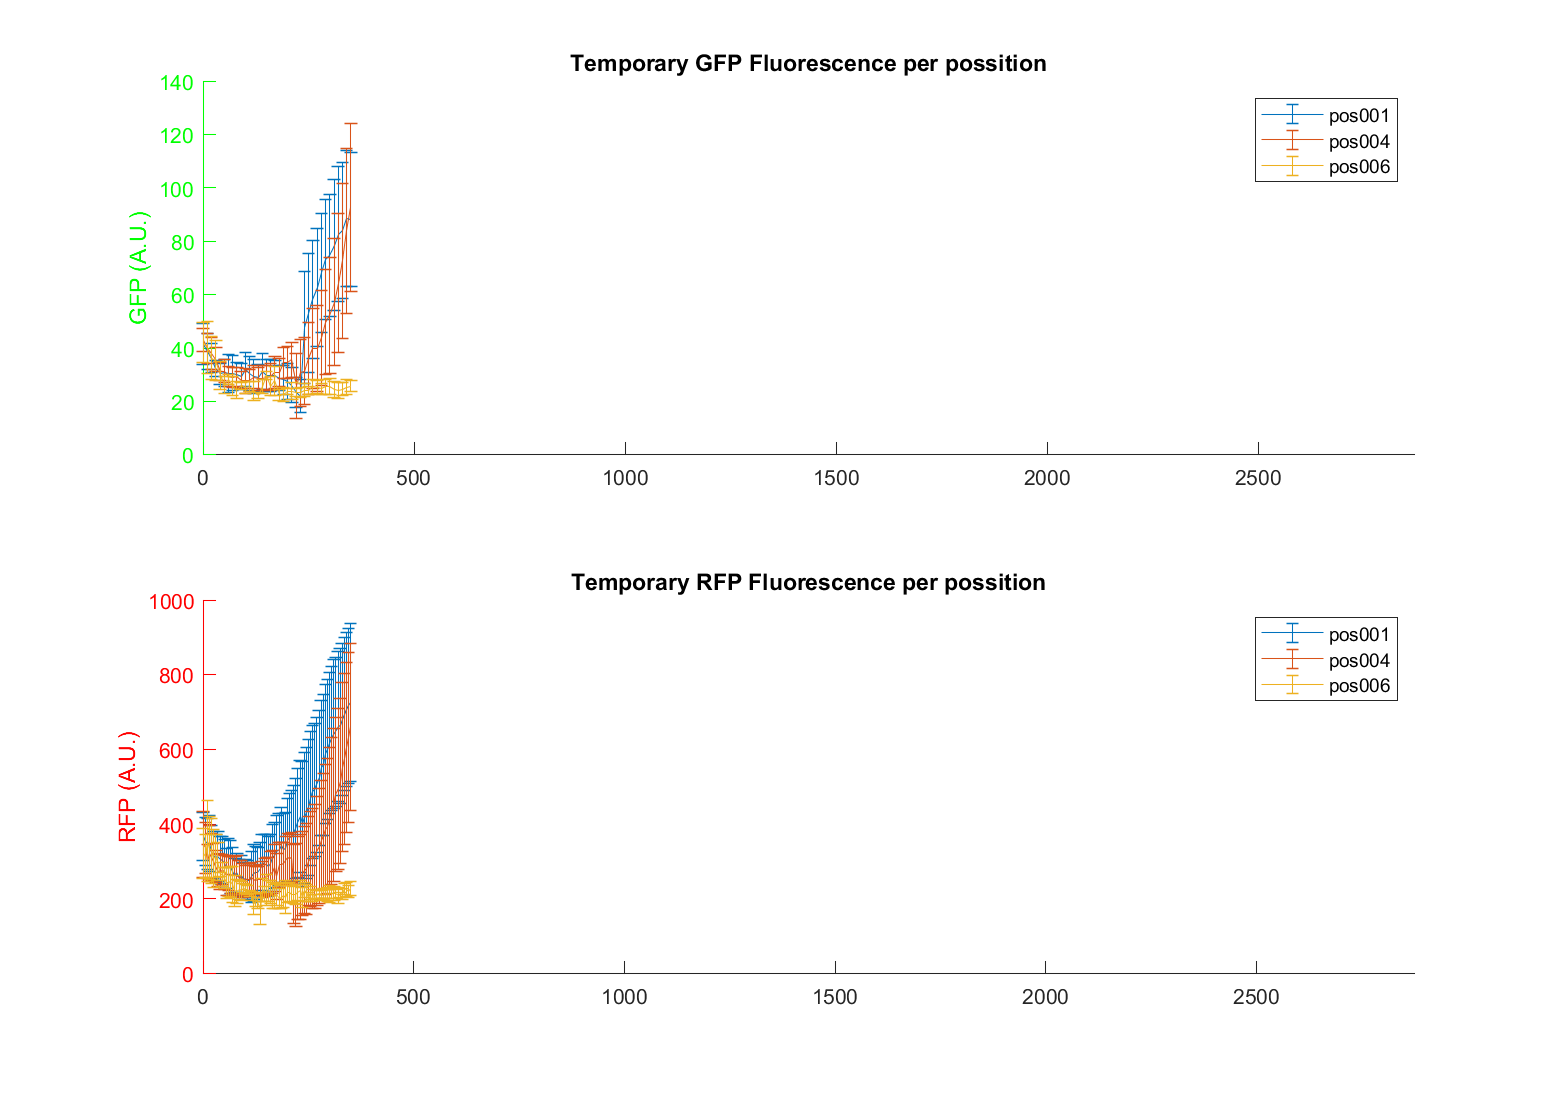 Temporary GFP Fluorescence per possition
140
120
100
80
60
40
20
0
GFP (A.U.)
pos001
pos004
pos006
0 500 1000 1500 2000 2500
Temporary RFP Fluorescence per possition
1000
800
600
400
200
0
RFP (A.U.)
pos001
pos004
pos006
0 500 1000 1500 2000 2500